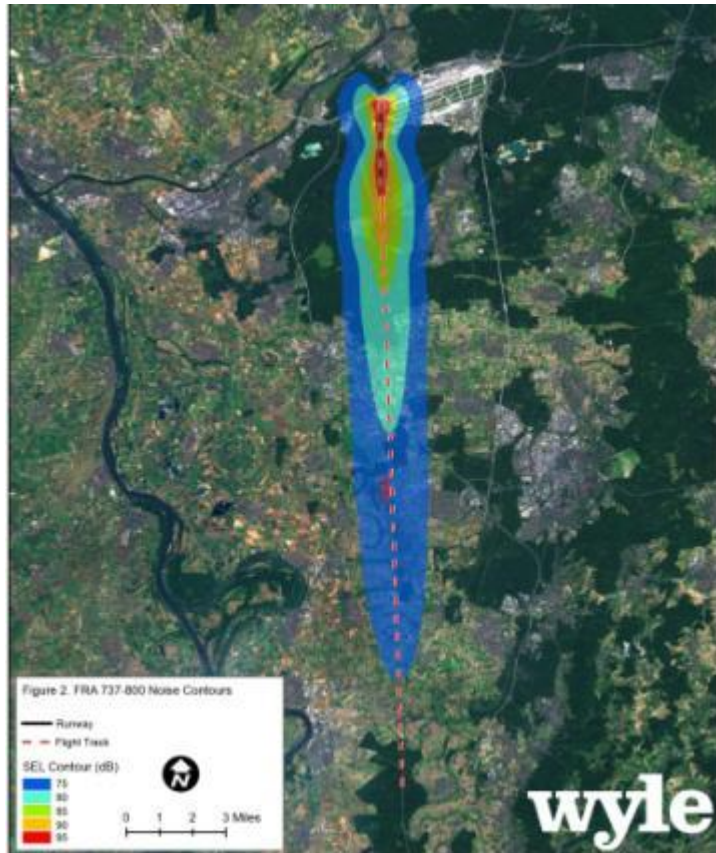 Figure 2. FRA 737-800 Noise Contours
Runway
Flight Track
SEL Contour (dB)
75
80
85
90
95
N
0 1 2 3 Miles
wyle